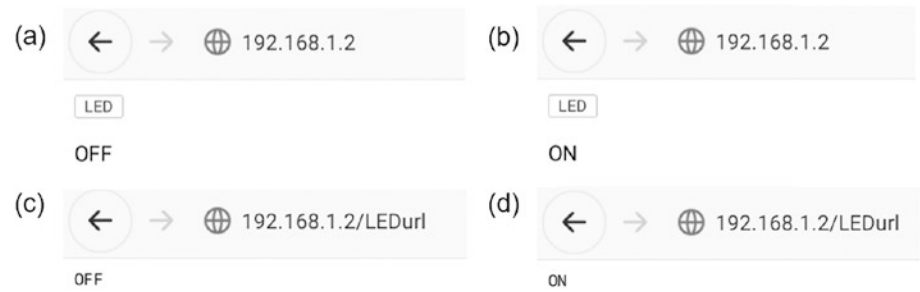 (a) 192.168.1.2
LED
OFF
(b) 192.168.1.2
LED
ON
(c) 192.168.1.2/LEDurl
OFF
(d) 192.168.1.2/LEDurl
ON